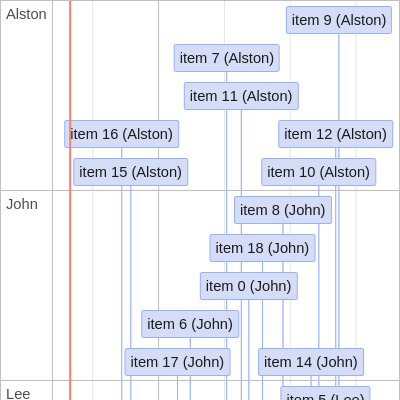 Alston
item 9 (Alston)
item 7 (Alston)
item 11 (Alston)
item 16 (Alston)
item 12 (Alston)
item 15 (Alston)
item 10 (Alston)
John
item 8 (John)
item 18 (John)
item 0 (John)
item 6 (John)
item 17 (John)
item 14 (John)
Lee
item 5 (Lee)